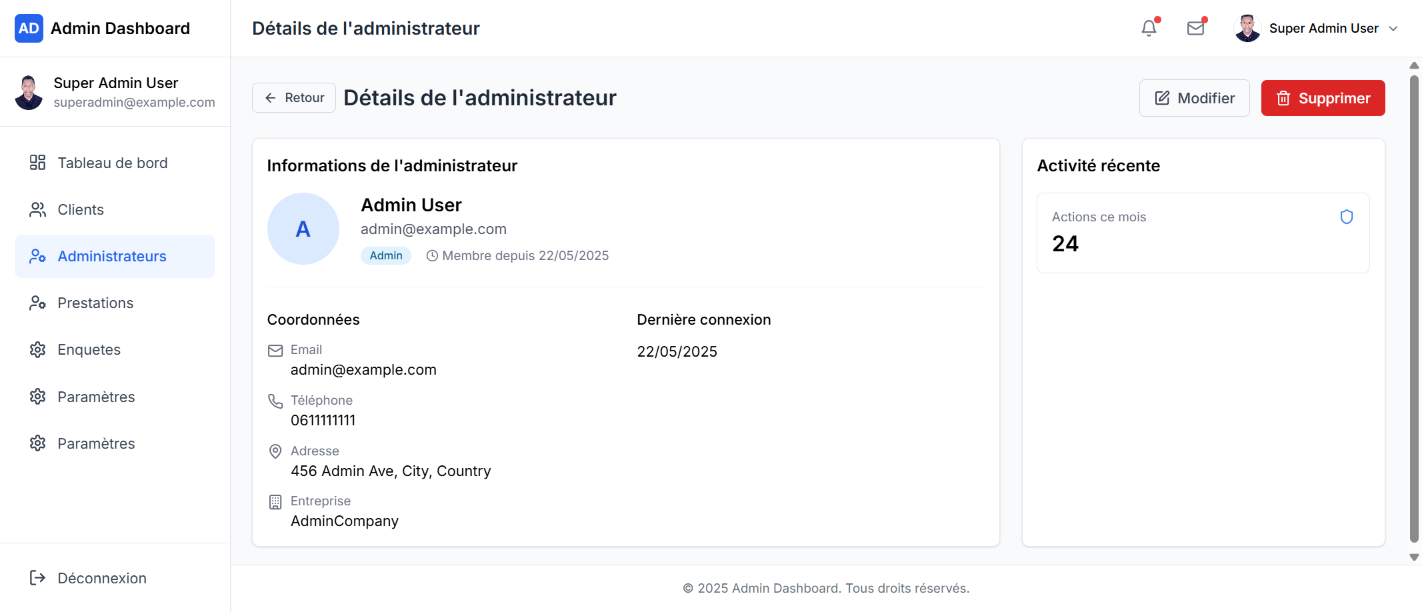 AD Admin Dashboard
Détails de l'administrateur
Super Admin User
Super Admin User
superadmin@example.com
Tableau de bord
Clients
Administrateurs
Prestations
Enquetes
Paramètres
Paramètres
Déconnexion
Retour
Détails de l'administrateur
Modifier
Supprimer
Informations de l'administrateur
A
Admin User
admin@example.com
Admin
Membre depuis 22/05/2025
Coordonnées
Email
admin@example.com
Téléphone
0611111111
Adresse
456 Admin Ave, City, Country
Entreprise
AdminCompany
Dernière connexion
22/05/2025
Activité récente
Actions ce mois
24
© 2025 Admin Dashboard. Tous droits réservés.